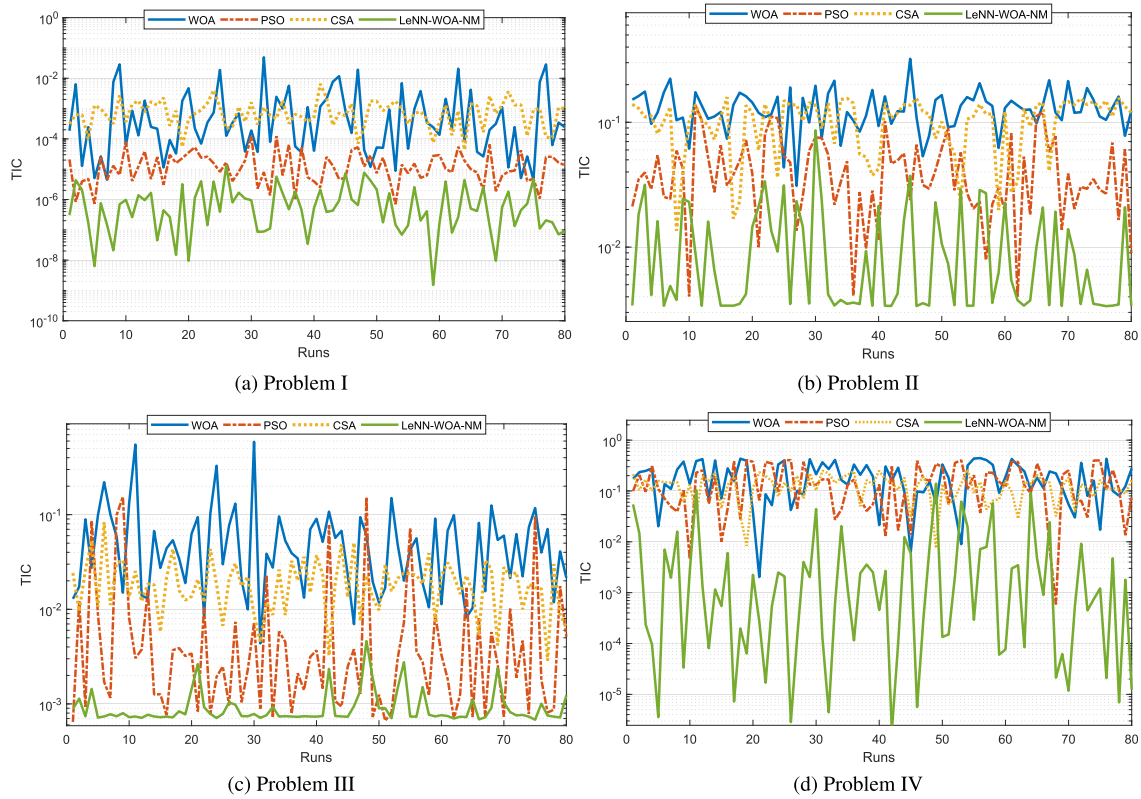 WOA PSO CSA LeNN-WOA-NM
10^0
10^-2
10^-4
10^-6
10^-8
10^-10
TIC
0 10 20 30 40 50 60 70 80
Runs
(a) Problem I
WOA PSO CSA LeNN-WOA-NM
10^-1
10^-2
TIC
0 10 20 30 40 50 60 70 80
Runs
(b) Problem II
WOA PSO CSA LeNN-WOA-NM
10^-1
10^-2
10^-3
TIC
0 10 20 30 40 50 60 70 80
Runs
(c) Problem III
WOA PSO CSA LeNN-WOA-NM
10^0
10^-1
10^-2
10^-3
10^-4
10^-5
TIC
0 10 20 30 40 50 60 70 80
Runs
(d) Problem IV